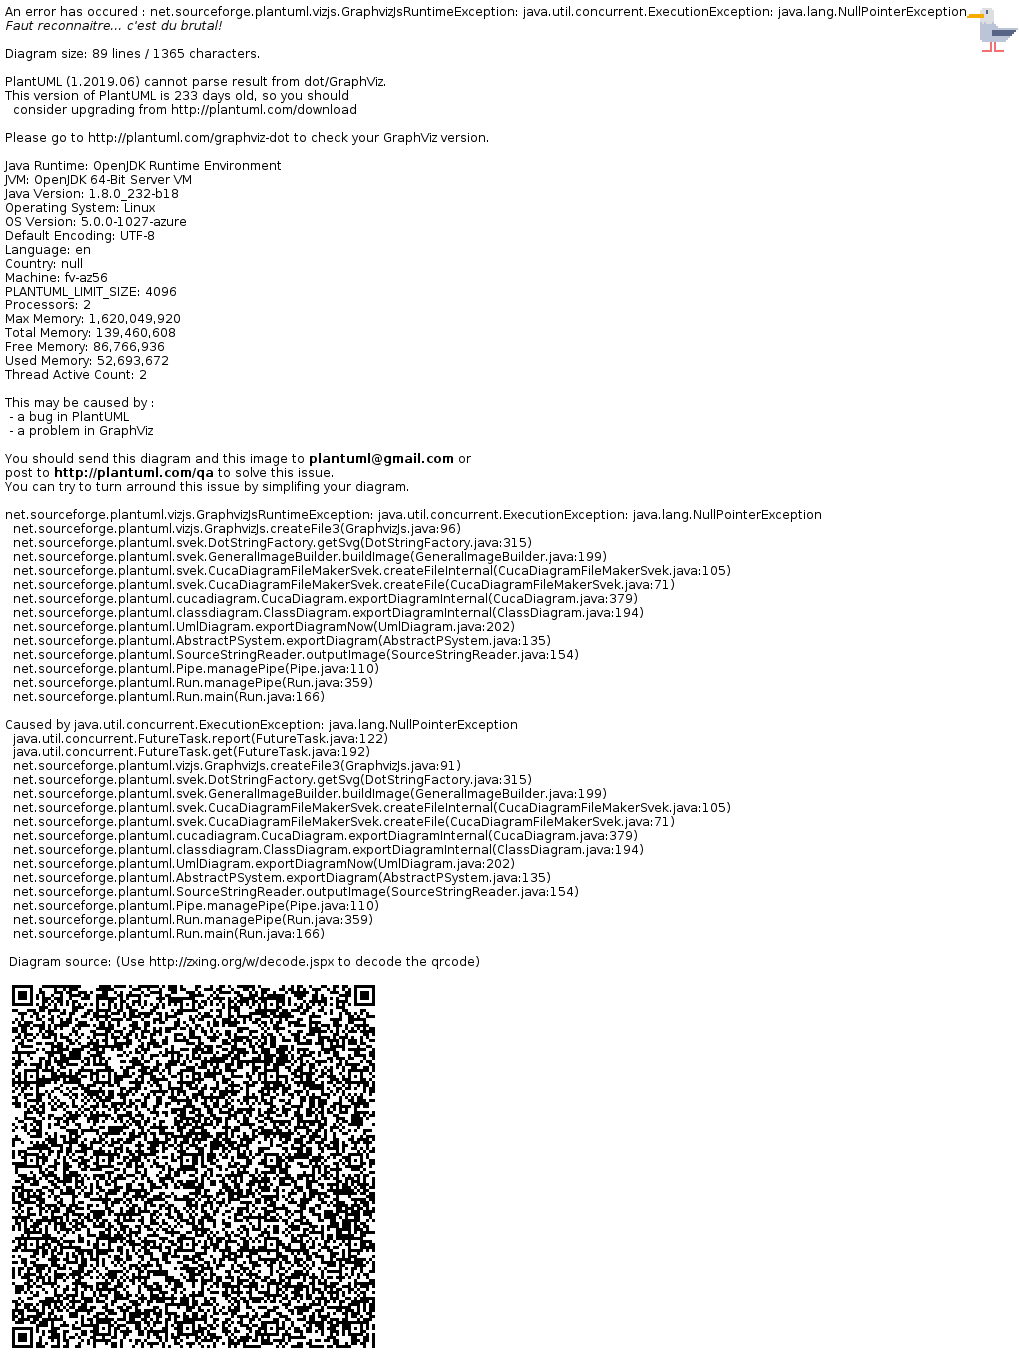 An error has occured : net.sourceforge.plantuml.vizjs.GraphvizJsRuntimeException: java.util.concurrent.ExecutionException: java.lang.NullPointerException
Faut reconnaitre... c'est du brutal!
Diagram size: 89 lines / 1365 characters.
PlantUML (1.2019.06) cannot parse result from dot/GraphViz.
This version of PlantUML is 233 days old, so you should
consider upgrading from http://plantuml.com/download
Please go to http://plantuml.com/graphviz-dot to check your GraphViz version.
Java Runtime: OpenJDK Runtime Environment
JVM: OpenJDK 64-Bit Server VM
Java Version: 1.8.0_232-b18
Operating System: Linux
OS Version: 5.0.0-1027-azure
Default Encoding: UTF-8
Language: en
Country: null
Machine: fv-az56
PLANTUML_LIMIT_SIZE: 4096
Processors: 2
Max Memory: 1,620,049,920
Total Memory: 139,460,608
Free Memory: 86,766,936
Used Memory: 52,693,672
Thread Active Count: 2
This may be caused by :
- a bug in PlantUML
- a problem in GraphViz
You should send this diagram and this image to plantuml@gmail.com or
post to http://plantuml.com/qa to solve this issue.
You can try to turn arround this issue by simplifing your diagram.
net.sourceforge.plantuml.vizjs.GraphvizJsRuntimeException: java.util.concurrent.ExecutionException: java.lang.NullPointerException
net.sourceforge.plantuml.vizjs.GraphvizJs.createFile3(GraphvizJs.java:96)
net.sourceforge.plantuml.svek.DotStringFactory.getSvg(DotStringFactory.java:315)
net.sourceforge.plantuml.svek.GeneralImageBuilder.buildImage(GeneralImageBuilder.java:199)
net.sourceforge.plantuml.svek.CucaDiagramFileMakerSvek.createFileInternal(CucaDiagramFileMakerSvek.java:105)
net.sourceforge.plantuml.svek.CucaDiagramFileMakerSvek.createFile(CucaDiagramFileMakerSvek.java:71)
net.sourceforge.plantuml.cucadiagram.CucaDiagram.exportDiagramInternal(CucaDiagram.java:379)
net.sourceforge.plantuml.classdiagram.ClassDiagram.exportDiagramInternal(ClassDiagram.java:194)
net.sourceforge.plantuml.UmlDiagram.exportDiagramNow(UmlDiagram.java:202)
net.sourceforge.plantuml.AbstractPSystem.exportDiagram(AbstractPSystem.java:135)
net.sourceforge.plantuml.SourceStringReader.outputImage(SourceStringReader.java:154)
net.sourceforge.plantuml.Pipe.managePipe(Pipe.java:110)
net.sourceforge.plantuml.Run.managePipe(Run.java:359)
net.sourceforge.plantuml.Run.main(Run.java:166)
Caused by java.util.concurrent.ExecutionException: java.lang.NullPointerException
java.util.concurrent.FutureTask.report(FutureTask.java:122)
java.util.concurrent.FutureTask.get(FutureTask.java:192)
net.sourceforge.plantuml.vizjs.GraphvizJs.createFile3(GraphvizJs.java:91)
net.sourceforge.plantuml.svek.DotStringFactory.getSvg(DotStringFactory.java:315)
net.sourceforge.plantuml.svek.GeneralImageBuilder.buildImage(GeneralImageBuilder.java:199)
net.sourceforge.plantuml.svek.CucaDiagramFileMakerSvek.createFileInternal(CucaDiagramFileMakerSvek.java:105)
net.sourceforge.plantuml.svek.CucaDiagramFileMakerSvek.createFile(CucaDiagramFileMakerSvek.java:71)
net.sourceforge.plantuml.cucadiagram.CucaDiagram.exportDiagramInternal(CucaDiagram.java:379)
net.sourceforge.plantuml.classdiagram.ClassDiagram.exportDiagramInternal(ClassDiagram.java:194)
net.sourceforge.plantuml.UmlDiagram.exportDiagramNow(UmlDiagram.java:202)
net.sourceforge.plantuml.AbstractPSystem.exportDiagram(AbstractPSystem.java:135)
net.sourceforge.plantuml.SourceStringReader.outputImage(SourceStringReader.java:154)
net.sourceforge.plantuml.Pipe.managePipe(Pipe.java:110)
net.sourceforge.plantuml.Run.managePipe(Run.java:359)
net.sourceforge.plantuml.Run.main(Run.java:166)
Diagram source: (Use http://zxing.org/w/decode.jspx to decode the qrcode)